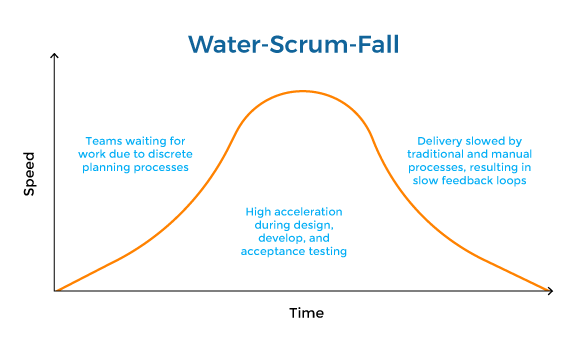 Water-Scrum-Fall
Speed
Teams waiting for
work due to discrete
planning processes
High acceleration
during design,
develop, and
acceptance testing
Delivery slowed by
traditional and manual
processes, resulting in
slow feedback loops
Time